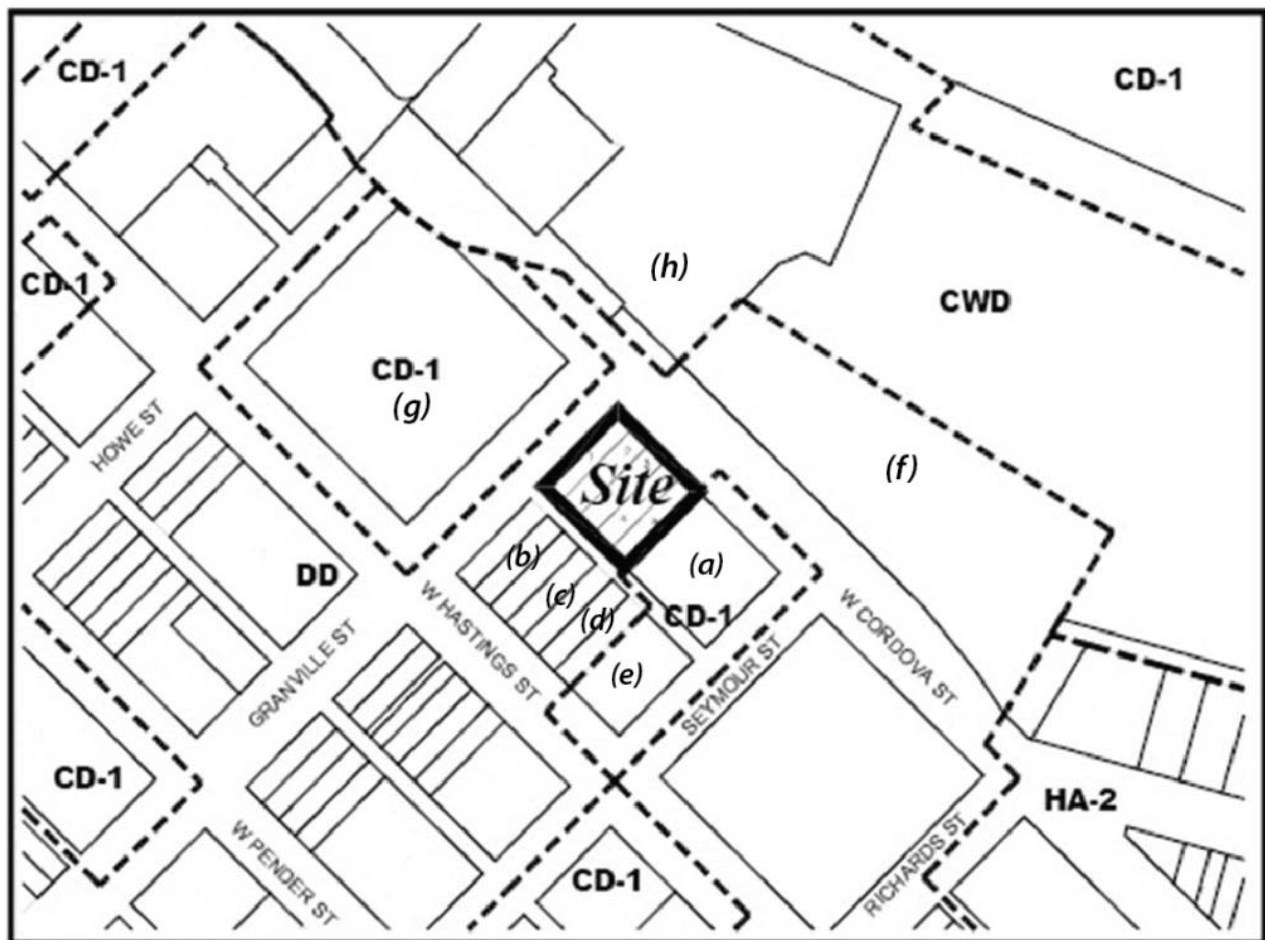 CD-1
CD-1
(h)
CD-1
CWD
CD-1
(g)
HOWE ST
(f)
Site
(b)
(a)
DD
(c)
(d)
CD-1
W HASTINGS ST
W CORDOVA ST
GRANVILLE ST
(e)
SEYMOUR ST
CD-1
HA-2
W PENDER ST
CD-1
RICHARDS ST